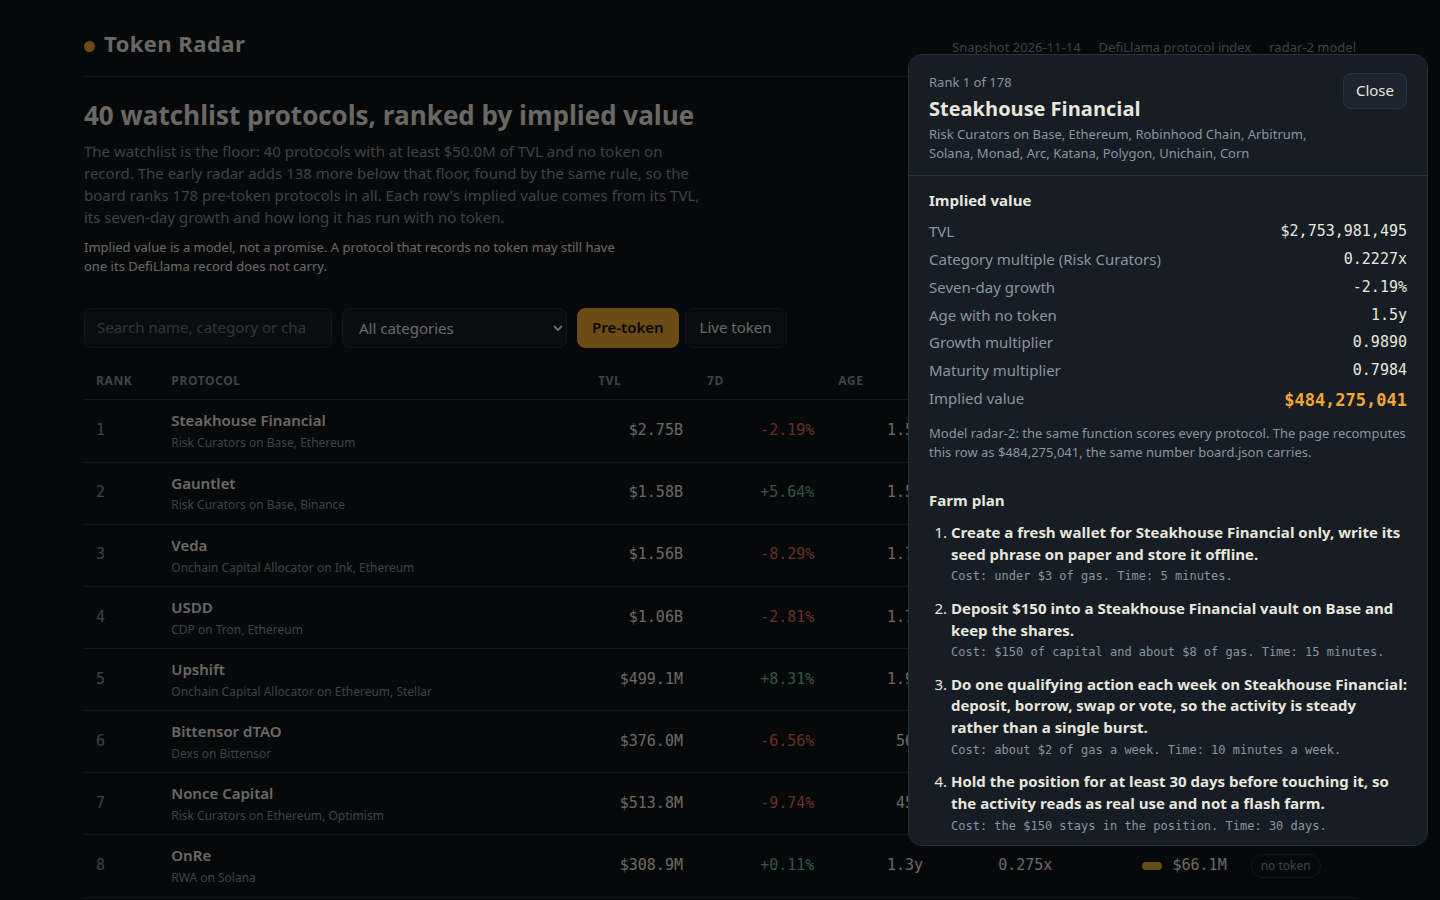 Token Radar
Snapshot 2026-11-14 DefiLlama protocol index radar-2 model
40 watchlist protocols, ranked by implied value
The watchlist is the floor: 40 protocols with at least $50.0M of TVL and no token on
record. The early radar adds 138 more below that floor, found by the same rule, so the
board ranks 178 pre-token protocols in all. Each row's implied value comes from its TVL,
its seven-day growth and how long it has run with no token.
Implied value is a model, not a promise. A protocol that records no token may still have
one its DefiLlama record does not carry.
Search name, category or cha
All categories
Pre-token
Live token
RANK PROTOCOL TVL 7D AGE
1 Steakhouse Financial $2.75B -2.19% 1.5
Risk Curators on Base, Ethereum
2 Gauntlet $1.58B +5.64% 1.5
Risk Curators on Base, Binance
3 Veda $1.56B -8.29% 1.
Onchain Capital Allocator on Ink, Ethereum
4 USDD $1.06B -2.81% 1.
CDP on Tron, Ethereum
5 Upshift $499.1M +8.31% 1.
Onchain Capital Allocator on Ethereum, Stellar
6 Bittensor dTAO $376.0M -6.56% 5
Dexs on Bittensor
7 Nonce Capital $513.8M -9.74% 4
Risk Curators on Ethereum, Optimism
8 OnRe $308.9M +0.11% 1.3y 0.275x $66.1M no token
RWA on Solana
Rank 1 of 178
Close
Steakhouse Financial
Risk Curators on Base, Ethereum, Robinhood Chain, Arbitrum,
Solana, Monad, Arc, Katana, Polygon, Unichain, Corn
Implied value
TVL $2,753,981,495
Category multiple (Risk Curators) 0.2227x
Seven-day growth -2.19%
Age with no token 1.5y
Growth multiplier 0.9890
Maturity multiplier 0.7984
Implied value $484,275,041
Model radar-2: the same function scores every protocol. The page recomputes
this row as $484,275,041, the same number board.json carries.
Farm plan
1. Create a fresh wallet for Steakhouse Financial only, write its
seed phrase on paper and store it offline.
Cost: under $3 of gas. Time: 5 minutes.
2. Deposit $150 into a Steakhouse Financial vault on Base and
keep the shares.
Cost: $150 of capital and about $8 of gas. Time: 15 minutes.
3. Do one qualifying action each week on Steakhouse Financial:
deposit, borrow, swap or vote, so the activity is steady
rather than a single burst.
Cost: about $2 of gas a week. Time: 10 minutes a week.
4. Hold the position for at least 30 days before touching it, so
the activity reads as real use and not a flash farm.
Cost: the $150 stays in the position. Time: 30 days.